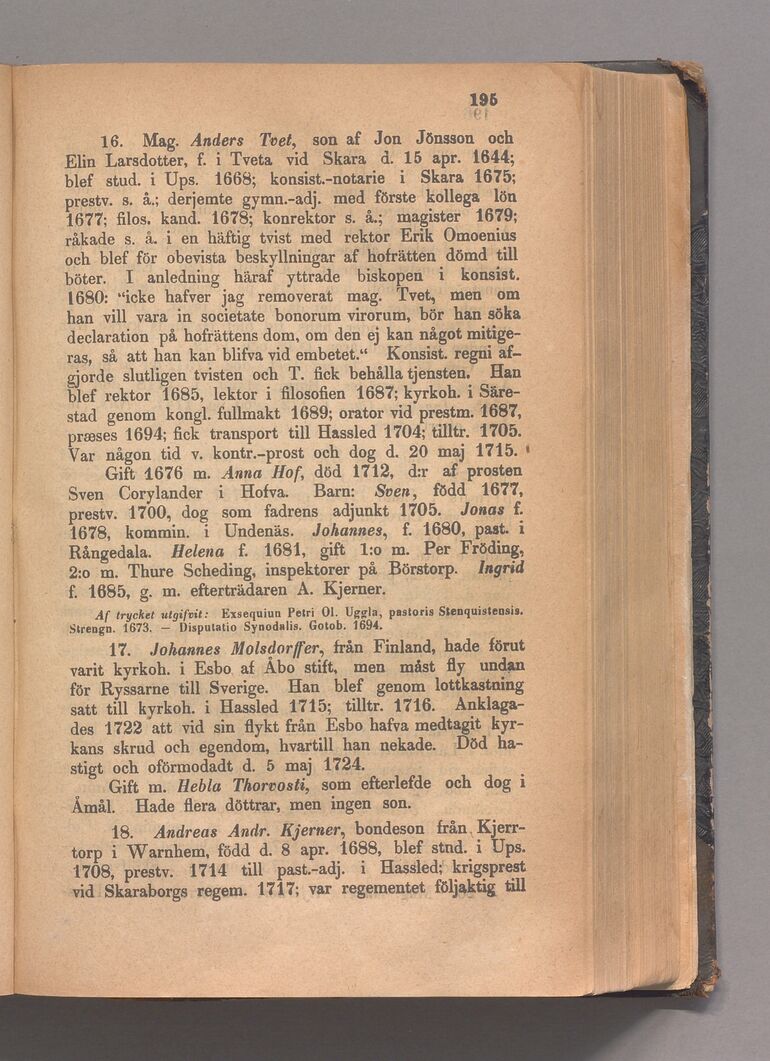 195
16. Mag. Anders Tvet, son af Jon Jönsson och
Elin Larsdotter, f. i Tveta vid Skara d. 15 apr. 1644;
blef stud. i Ups. 1668; konsist.-notarie i Skara 1675;
prestv. s. å.; derjemte gymn.-adj. med förste kollega lön
1677; filos. kand. 1678; konrektor s. å.; magister 1679;
råkade s. å. i en häftig tvist med rektor Erik Omoenius
och blef för obevista beskyllningar af hofrätten dömd till
böter. I anledning häraf yttrade biskopen i konsist.
1680: “icke hafver jag removerat mag. Tvet, men om
han vill vara in societate bonorum virorum, bör han söka
declaration på hofrättens dom, om den ej kan något mitige-
ras, så att han kan blifva vid embetet.“ Konsist. regni af-
gjorde slutligen tvisten och T. fick behålla tjensten. Han
blef rektor 1685, lektor i filosofien 1687; kyrkoh. i Säre-
stad genom kongl. fullmakt 1689; orator vid prestm. 1687,
præses 1694; fick transport till Hassled 1704; tilltr. 1705.
Var någon tid v. kontr.-prost och dog d. 20 maj 1715.
Gift 1676 m. Anna Hof, död 1712, d:r af prosten
Sven Corylander i Hofva. Barn: Sven, född 1677,
prestv. 1700, dog som fadrens adjunkt 1705. Jonas f.
1678, kommin. i Undenäs. Johannes, f. 1680, past. i
Rångedala. Helena f. 1681, gift 1:o m. Per Fröding,
2:o m. Thure Scheding, inspektorer på Börstorp. Ingrid
f. 1685, g. m. efterträdaren A. Kjerner.
Af trycket utgifvit: Exsequiun Petri Ol. Uggla, pastoris Stenquistensis.
Strengn. 1673. — Disputatio Synodalis. Gotob. 1694.
17. Johannes Molsdorffer, från Finland, hade förut
varit kyrkoh. i Esbo af Åbo stift, men måst fly undan
för Ryssarne till Sverige. Han blef genom lottkastning
satt till kyrkoh. i Hassled 1715; tilltr. 1716. Anklaga-
des 1722 att vid sin flykt från Esbo hafva medtagit kyr-
kans skrud och egendom, hvartill han nekade. Död ha-
stigt och oförmodadt d. 5 maj 1724.
Gift m. Hebla Thorvosti, som efterlefde och dog i
Åmål. Hade flera döttrar, men ingen son.
18. Andreas Andr. Kjerner, bondeson från Kjerr-
torp i Warnhem, född d. 8 apr. 1688, blef stnd. i Ups.
1708, prestv. 1714 till past.-adj. i Hassled; krigsprest
vid Skaraborgs regem. 1717; var regementet följaktig till